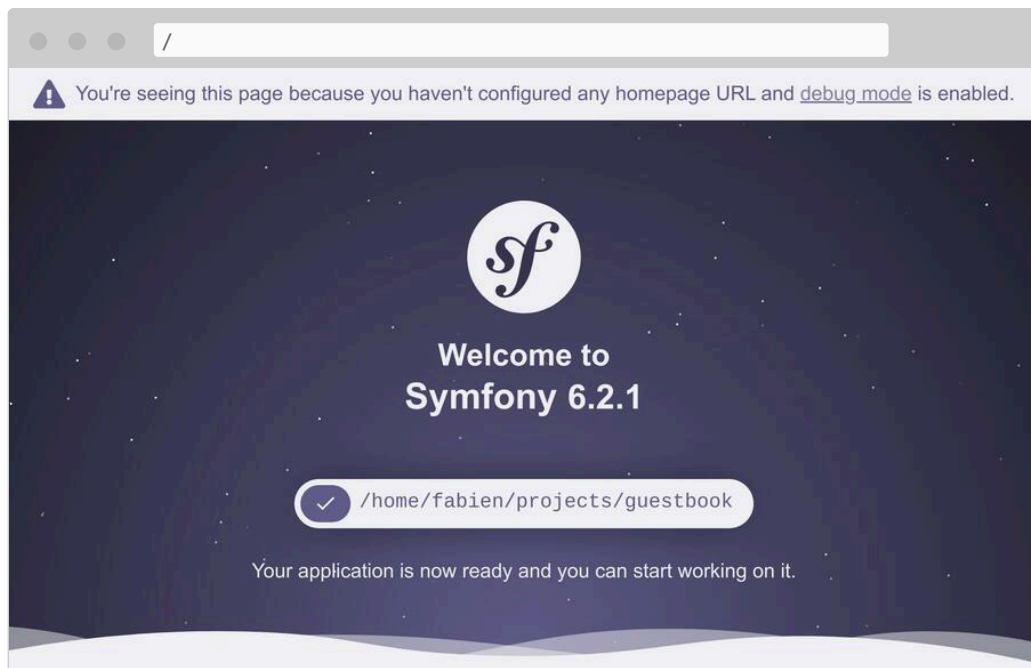 /
You're seeing this page because you haven't configured any homepage URL and debug mode is enabled.
sf
Welcome to
Symfony 6.2.1
/home/fabien/projects/guestbook
Your application is now ready and you can start working on it.